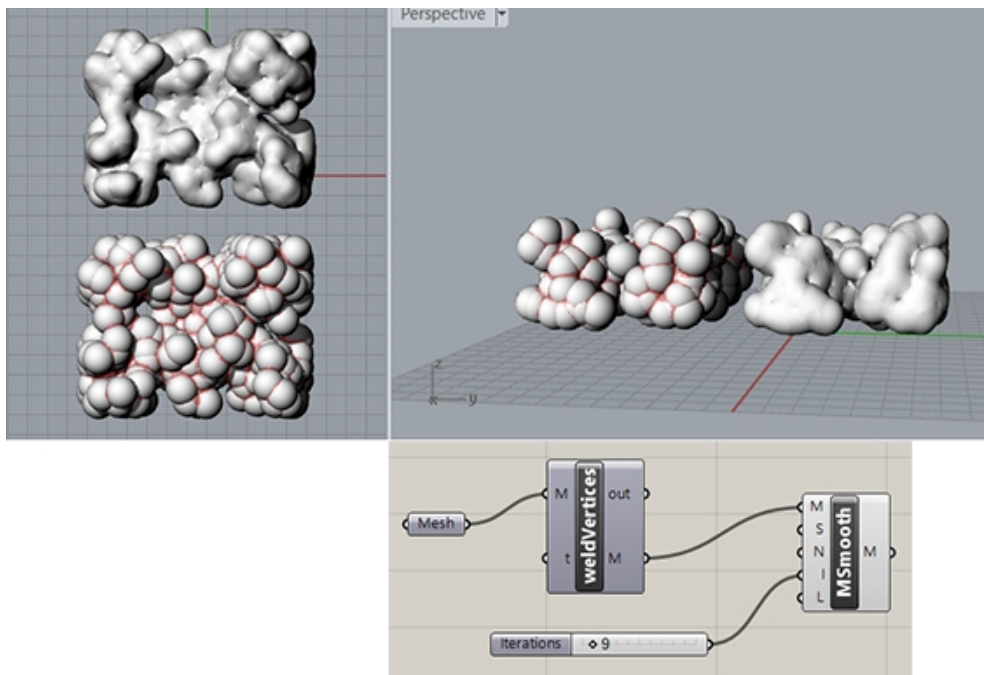 Perspective
z
x y
M out
weldVertices
t M
Mesh
M
S
N M
I
L
MSmooth
Iterations 9